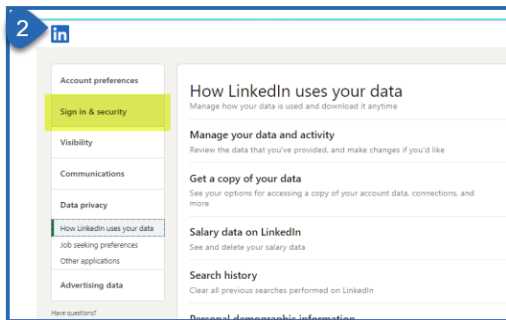 2
in
Account preferences
Sign in & security
Visibility
Communications
Data privacy
How LinkedIn uses your data
Job seeking preferences
Other applications
Advertising data
Have questions?
How LinkedIn uses your data
Manage how your data is used and download it anytime
Manage your data and activity
Review the data that you've provided, and make changes if you'd like
Get a copy of your data
See your options for accessing a copy of your account data, connections, and
more
Salary data on LinkedIn
See and delete your salary data
Search history
Clear all previous searches performed on LinkedIn
Personal demographic information